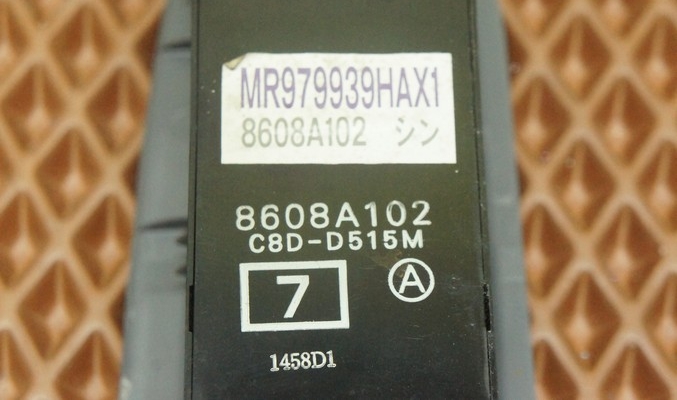 MR979939HAX1
8608A102 シン
8608A102
C8D-D515M
7 Ⓐ
1458D1